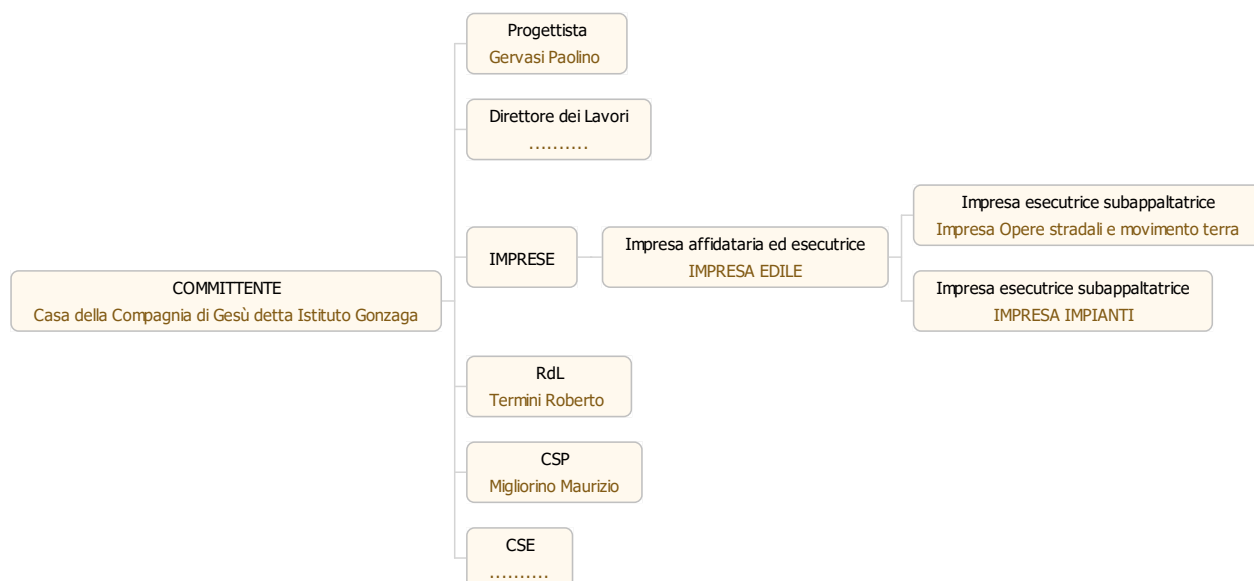 Progettista
Gervasi Paolino
Direttore dei Lavori
..........
Impresa esecutrice subappaltatrice
Impresa Opere stradali e movimento terra
IMPRESE
Impresa affidataria ed esecutrice
IMPRESA EDILE
COMMITTENTE
Casa della Compagnia di Gesù detta Istituto Gonzaga
Impresa esecutrice subappaltatrice
IMPRESA IMPIANTI
RdL
Termini Roberto
CSP
Migliorino Maurizio
CSE
..........